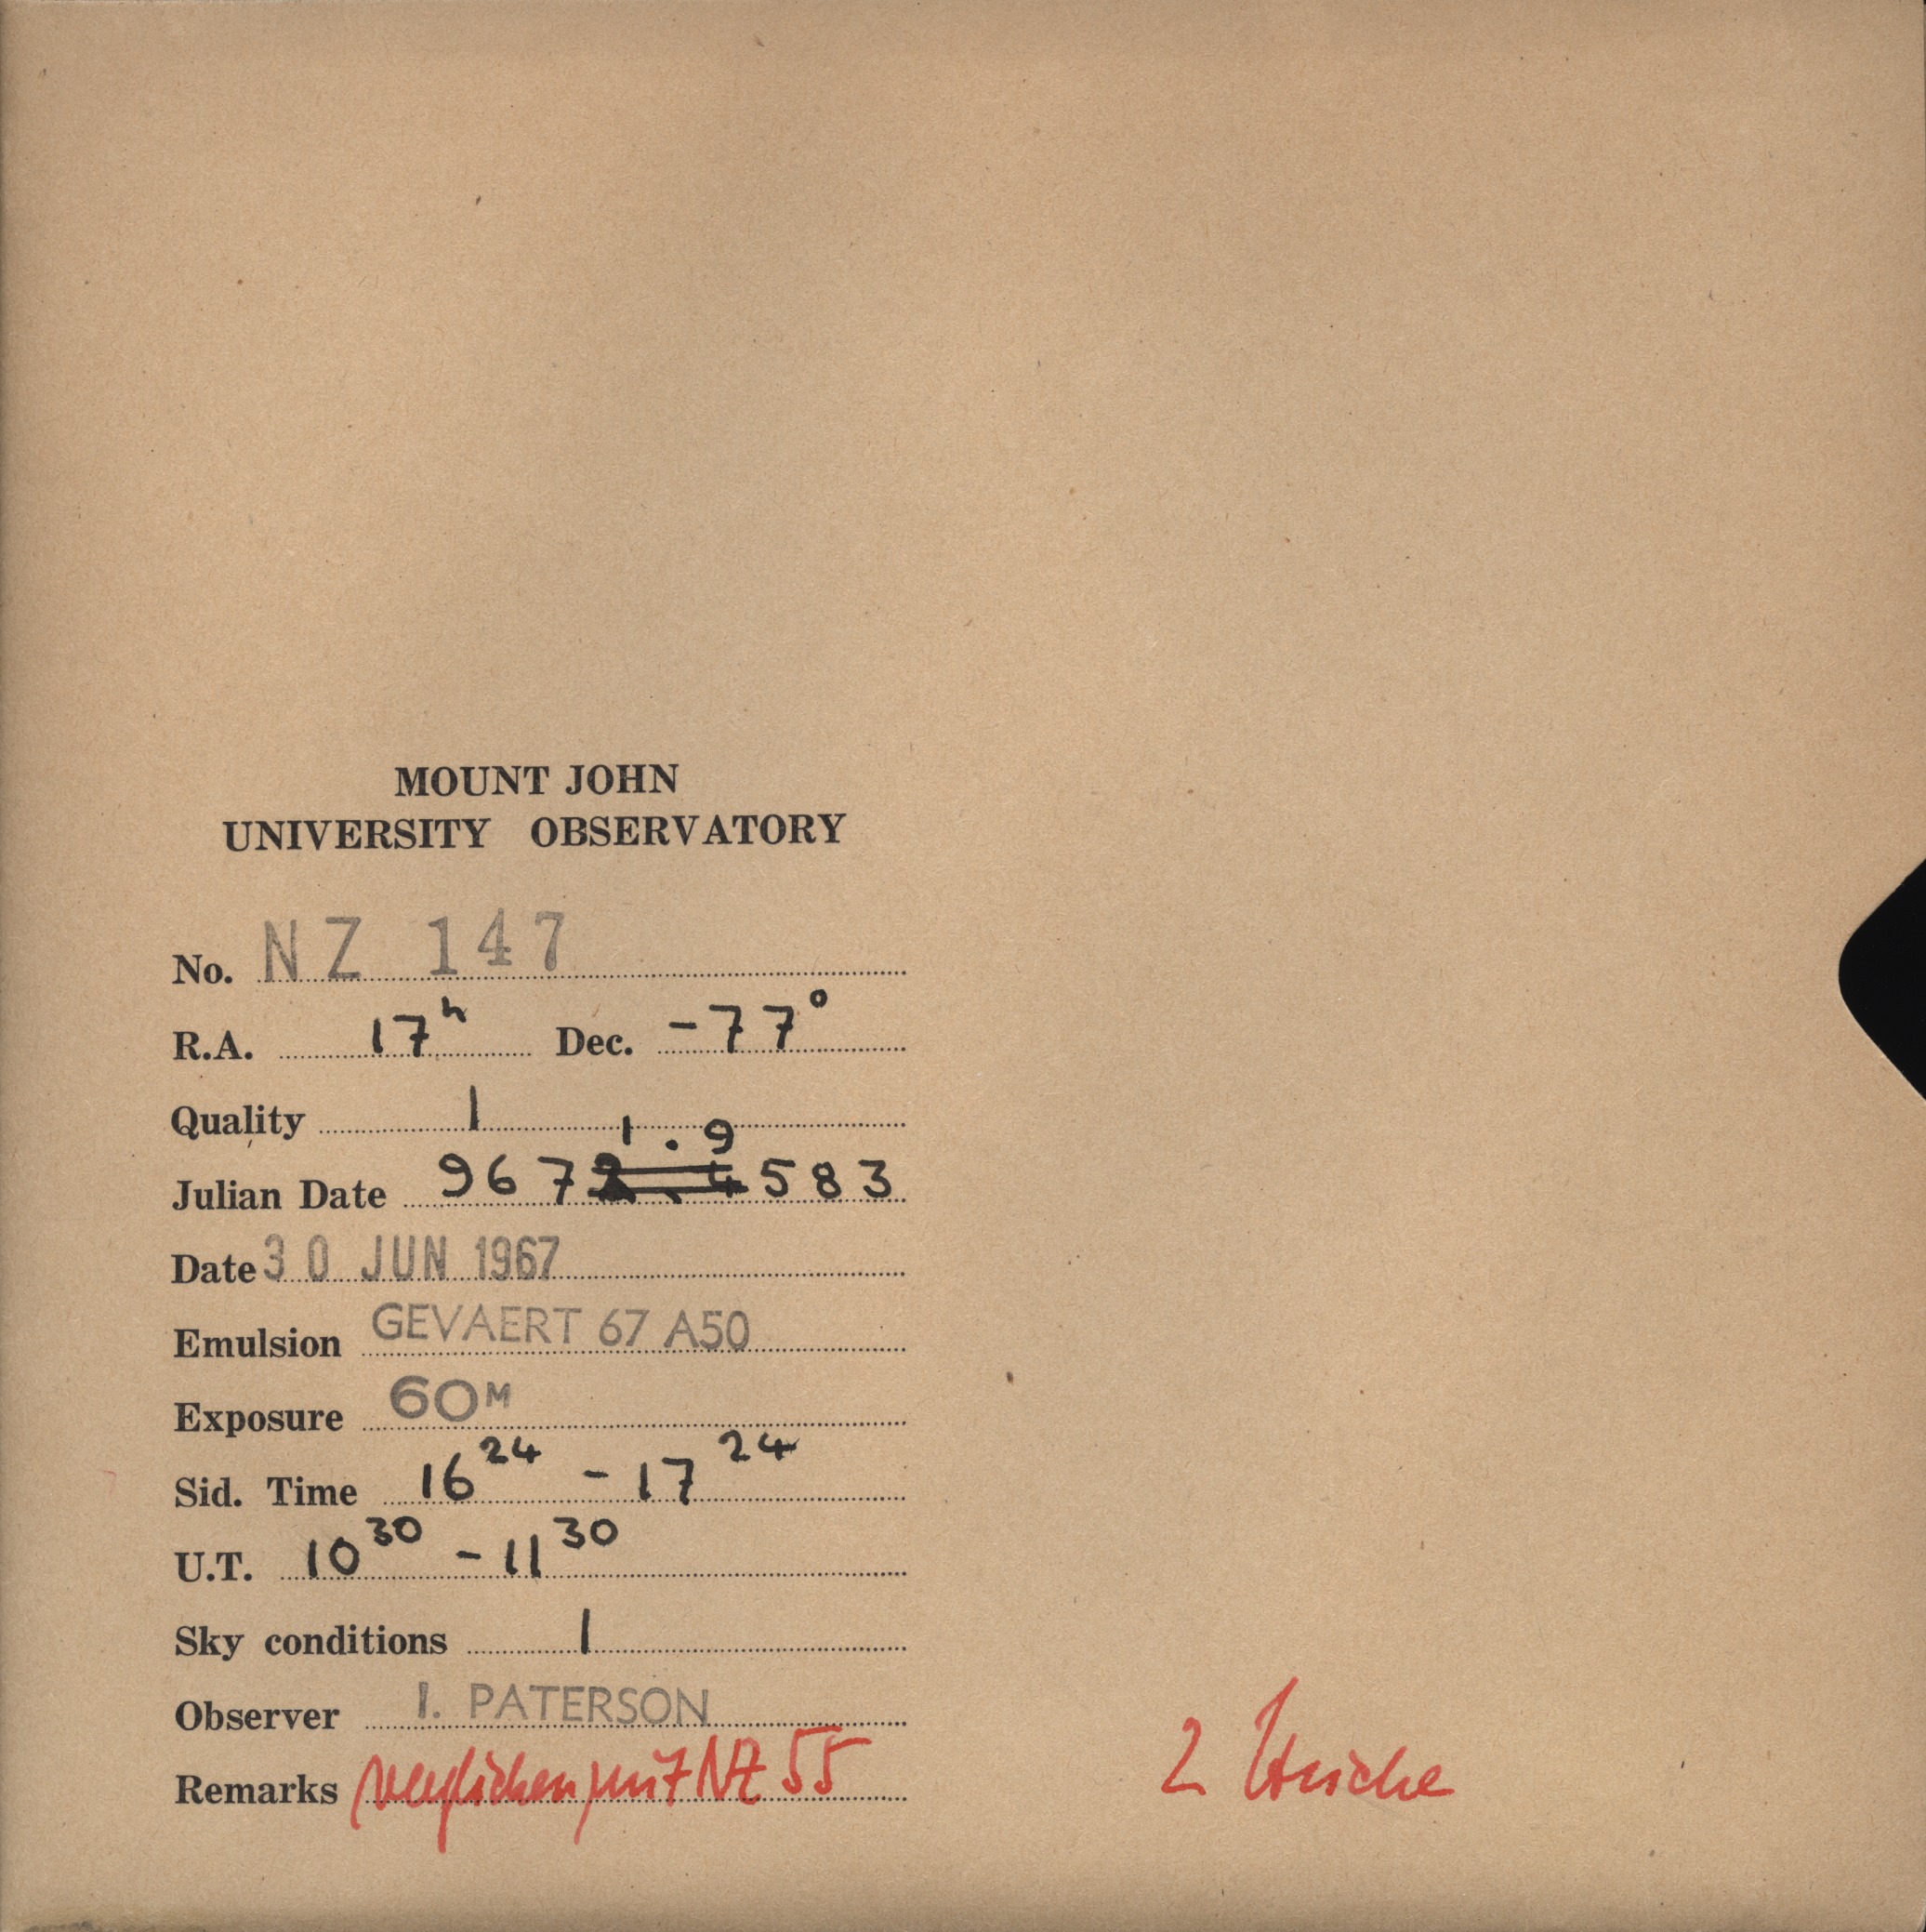 MOUNT JOHN
UNIVERSITY OBSERVATORY
No. NZ 147
R.A. 17h Dec. -77°
Quality 1
1.9
Julian Date 9672.4583
Date 30 JUN 1967
Emulsion GEVAERT 67 A50
Exposure 60M
Sid. Time 16 24 - 17 24
U.T. 10 30 - 11 30
Sky conditions 1
Observer I. PATERSON
Remarks verglichen mit NZ 55
2 Striche